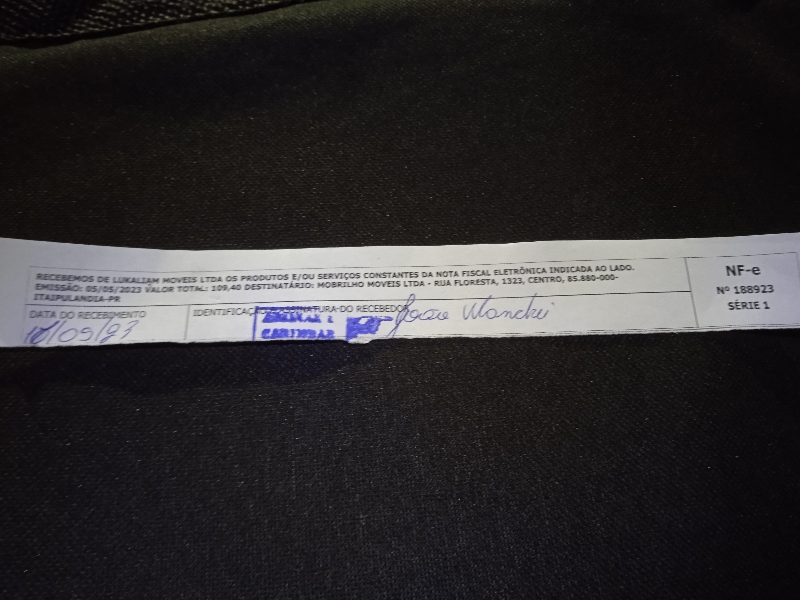 RECEBEMOS DE LUKALIAM MOVEIS LTDA OS PRODUTOS E/OU SERVIÇOS CONSTANTES DA NOTA FISCAL ELETRÔNICA INDICADA AO LADO.
EMISSÃO: 05/05/2023 VALOR TOTAL: 109,40 DESTINATÁRIO: MOBRILHO MOVEIS LTDA - RUA FLORESTA, 1323, CENTRO, 85.880-000-
ITAIPULANDIA-PR
DATA DO RECEBIMENTO
IDENTIFICAÇÃO E ASSINATURA DO RECEBEDOR
CARIMBAR
João
NF-e
Nº 188923
SÉRIE 1